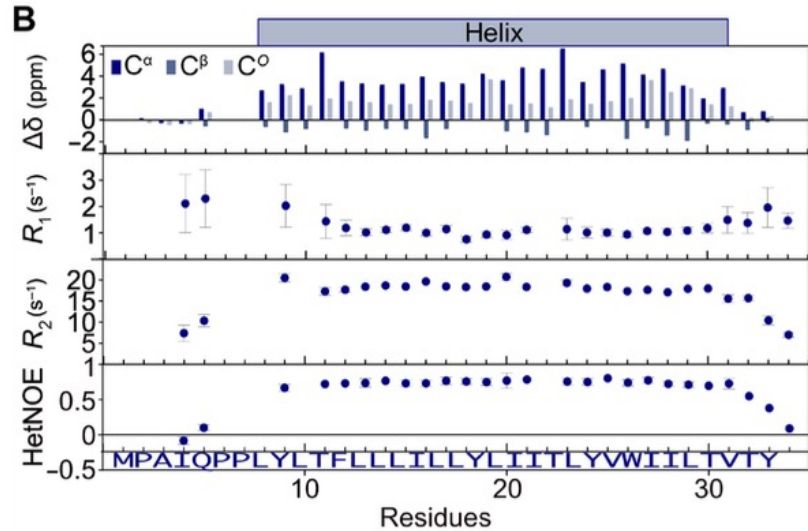 B
Helix
Cα Cβ CO
Δδ (ppm)
6
4
2
0
−2
R1 (s⁻¹)
3
2
1
R2 (s⁻¹)
20
15
10
5
HetNOE
1
0.5
0
−0.5
MPAIQPPLYLTFLLLILLYLIITLYVWIILTVTY
10 20 30
Residues